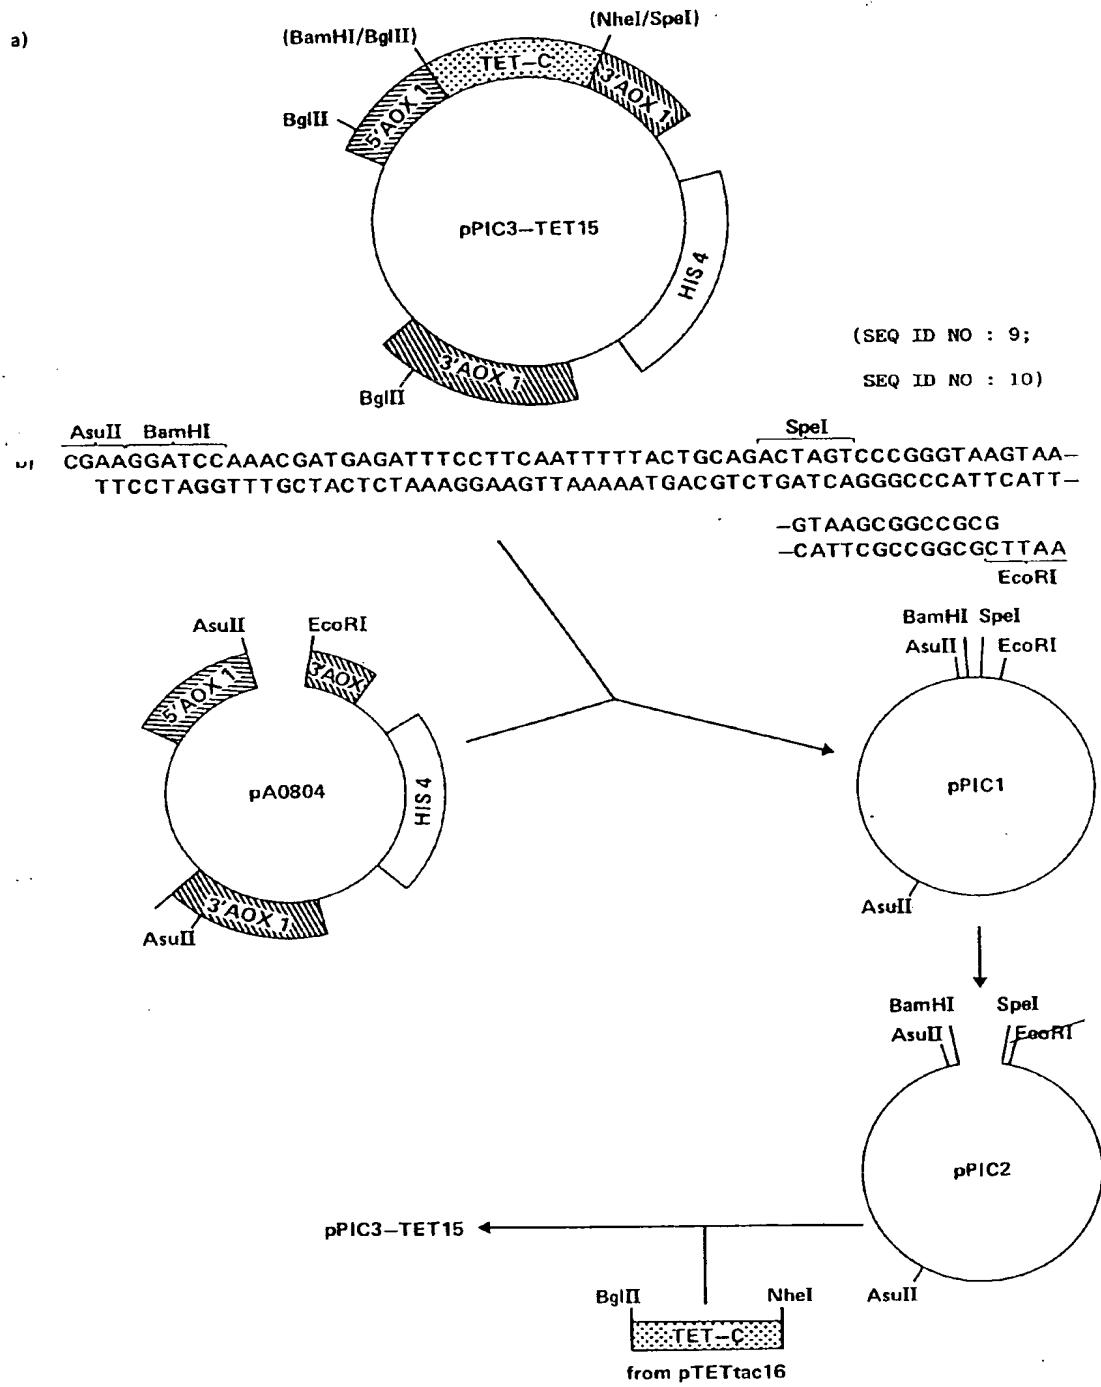 a)
(BamHI/BglII)
(NheI/SpeI)
TET–C
5'AOX 1
3'AOX 1
BglII
pPIC3–TET15
HIS 4
3'AOX 1
BglII
(SEQ ID NO : 9;
SEQ ID NO : 10)
AsuII BamHI SpeI
CGAAGGATCCAAACGATGAGATTTCCTTCAATTTTTACTGCAGACTAGTCCCGGGTAAGTAA–
TTCCTAGGTTTGCTACTCTAAAGGAAGTTAAAAATGACGTCTGATCAGGGCCCATTCATT–
–GTAAGCGGCCGCG
–CATTCGCCGGCGCTTAA
EcoRI
AsuII EcoRI
5'AOX 1
3'AOX
pA0804
HIS 4
3'AOX 1
AsuII
BamHI SpeI
AsuII EcoRI
pPIC1
AsuII
BamHI SpeI
AsuII EcoRI
pPIC2
AsuII
pPIC3–TET15
BglII NheI
TET–C
from pTETtac16